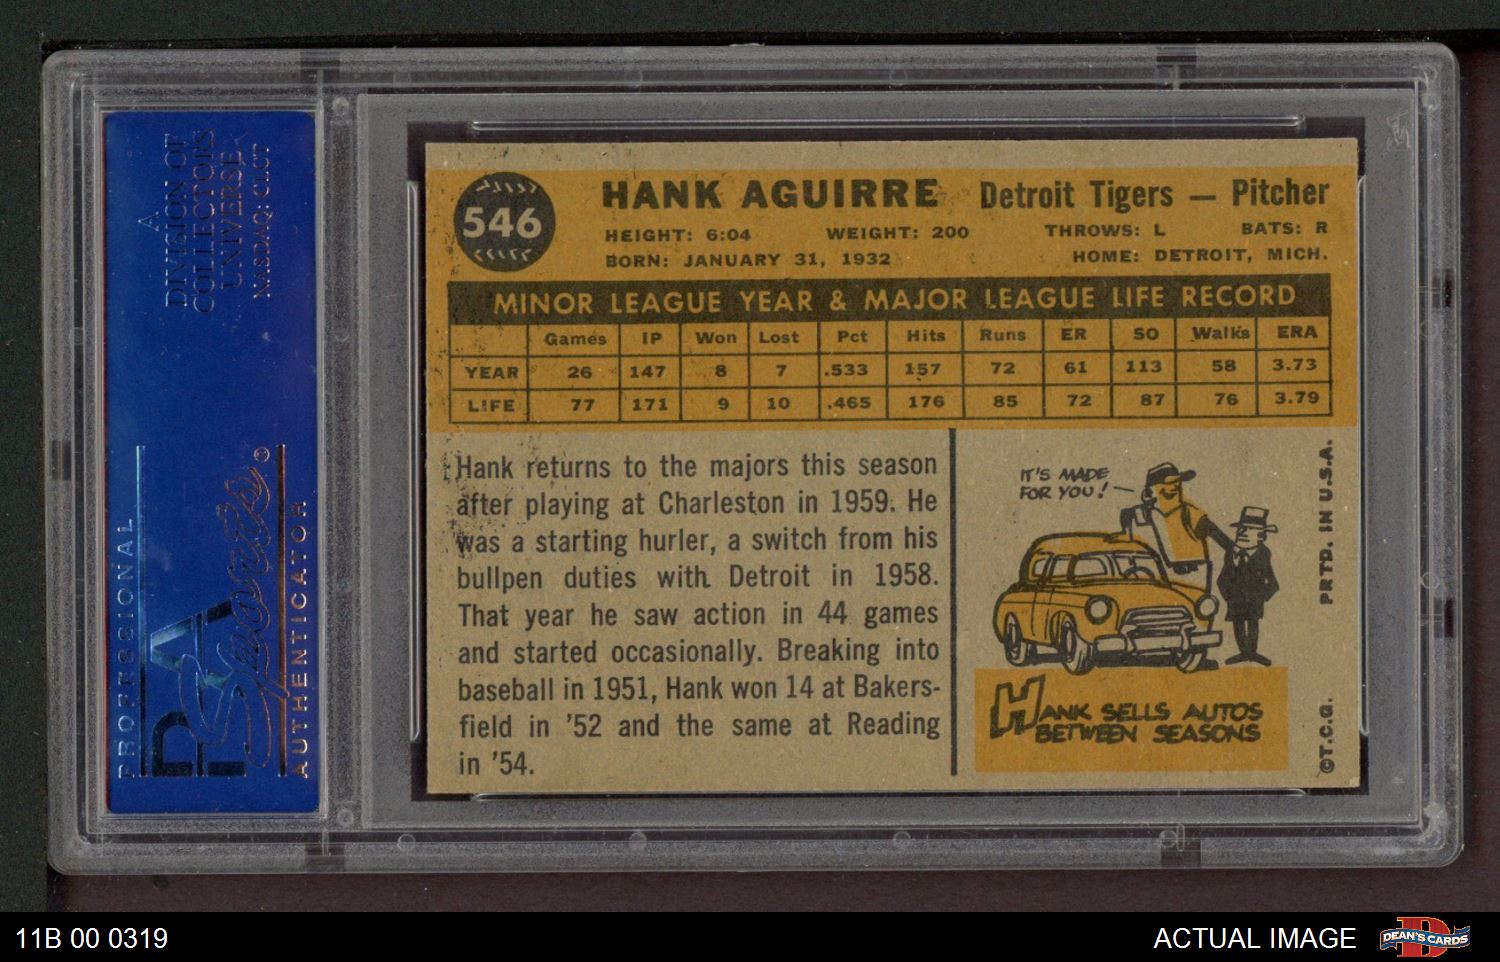 A
DIVISION OF
COLLECTORS
UNIVERSE
NASDAQ: CLCT
PROFESSIONAL
PSA
Sports®
AUTHENTICATOR
546
HANK AGUIRRE Detroit Tigers — Pitcher
HEIGHT: 6:04 WEIGHT: 200 THROWS: L BATS: R
BORN: JANUARY 31, 1932 HOME: DETROIT, MICH.
MINOR LEAGUE YEAR & MAJOR LEAGUE LIFE RECORD
Games IP Won Lost Pct Hits Runs ER SO Walks ERA
YEAR 26 147 8 7 .533 157 72 61 113 58 3.73
LIFE 77 171 9 10 .465 176 85 72 87 76 3.79
Hank returns to the majors this season
after playing at Charleston in 1959. He
was a starting hurler, a switch from his
bullpen duties with Detroit in 1958.
That year he saw action in 44 games
and started occasionally. Breaking into
baseball in 1951, Hank won 14 at Bakers-
field in '52 and the same at Reading
in '54.
IT'S MADE
FOR YOU!
HANK SELLS AUTOS
BETWEEN SEASONS
©T.C.G. PRTD. IN U.S.A.
11B 00 0319
ACTUAL IMAGE
DEAN'S CARDS